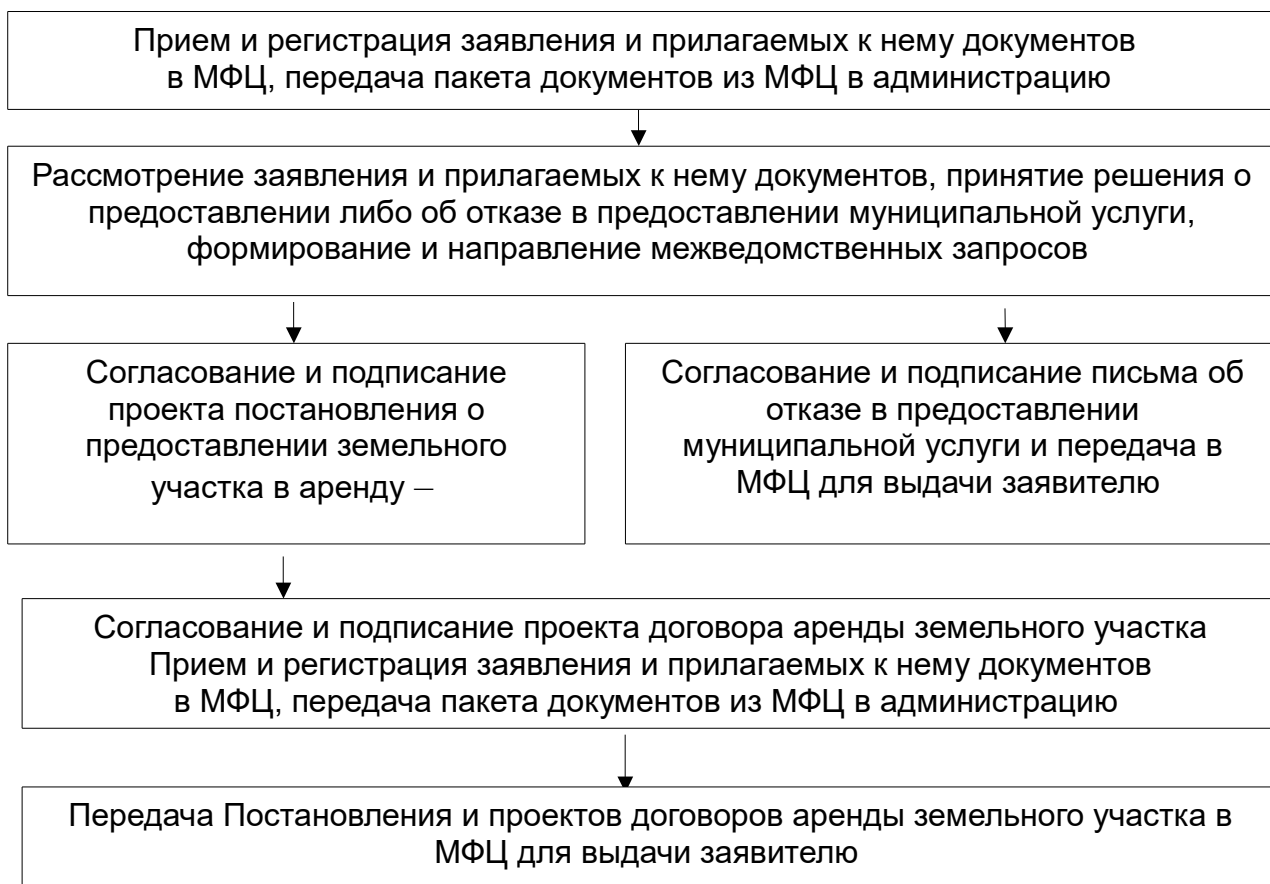 Прием и регистрация заявления и прилагаемых к нему документов
в МФЦ, передача пакета документов из МФЦ в администрацию
Рассмотрение заявления и прилагаемых к нему документов, принятие решения о
предоставлении либо об отказе в предоставлении муниципальной услуги,
формирование и направление межведомственных запросов
Согласование и подписание
проекта постановления о
предоставлении земельного
участка в аренду –
Согласование и подписание письма об
отказе в предоставлении
муниципальной услуги и передача в
МФЦ для выдачи заявителю
Согласование и подписание проекта договора аренды земельного участка
Прием и регистрация заявления и прилагаемых к нему документов
в МФЦ, передача пакета документов из МФЦ в администрацию
Передача Постановления и проектов договоров аренды земельного участка в
МФЦ для выдачи заявителю